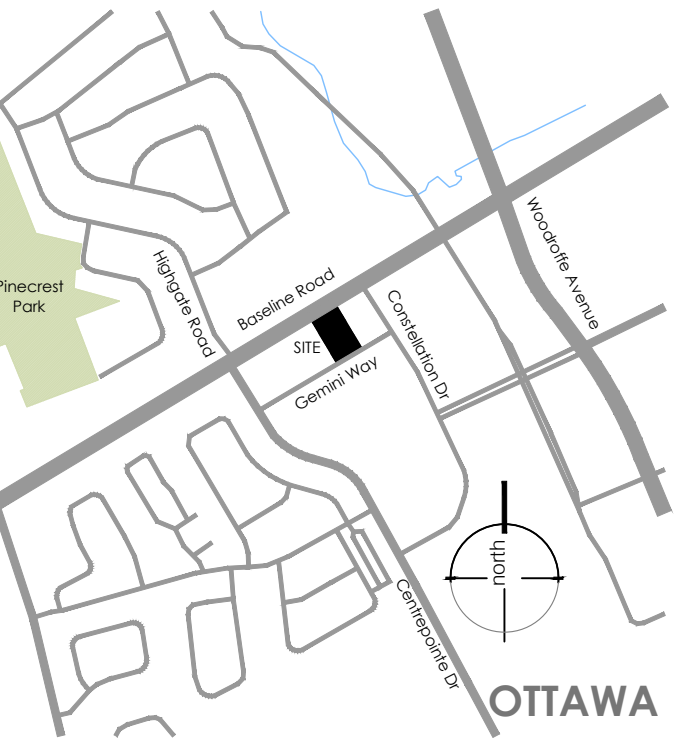 Woodroffe Avenue
Pinecrest
Park
Highgate Road
Baseline Road
Constellation Dr
SITE
Gemini Way
north
Centrepointe Dr
OTTAWA